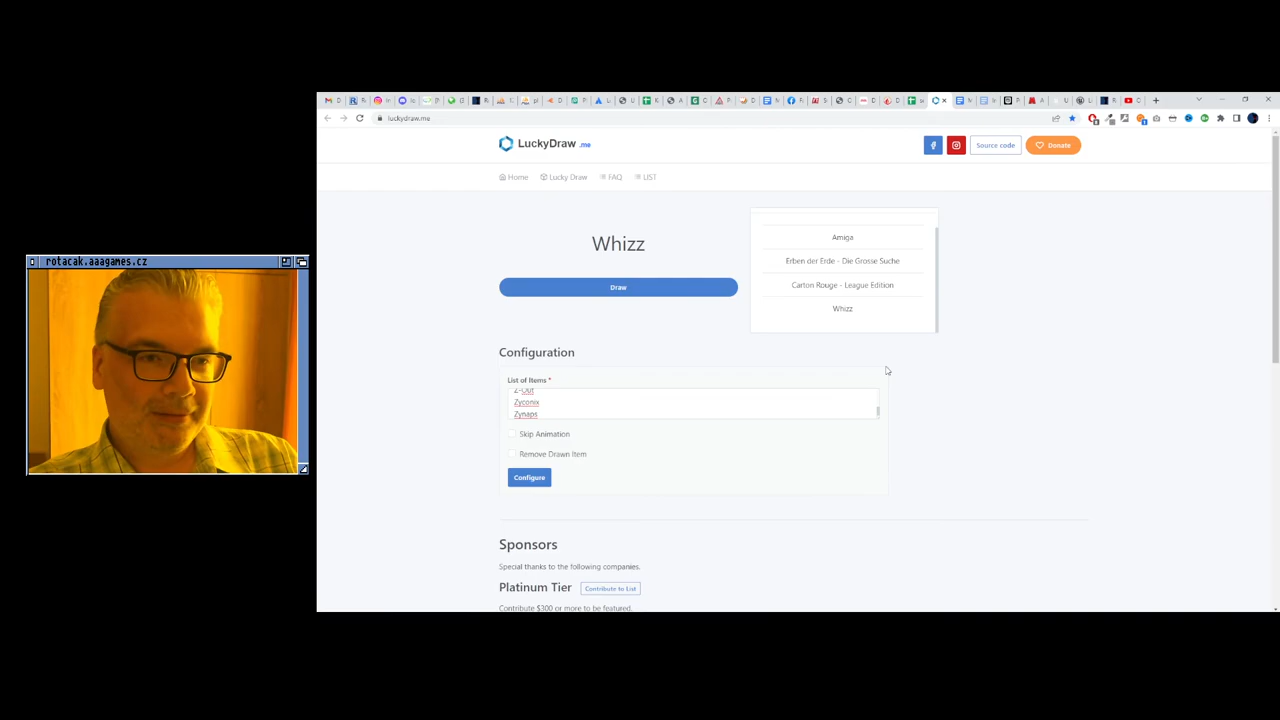 rotacak.aaagames.cz
luckydraw.me
LuckyDraw .me
Source code
Donate
Home
Lucky Draw
FAQ
LIST
Whizz
Draw
Amiga
Erben der Erde - Die Grosse Suche
Carton Rouge - League Edition
Whizz
Configuration
List of Items *
Z-Out
Zyconix
Zynaps
Skip Animation
Remove Drawn Item
Configure
Sponsors
Special thanks to the following companies.
Platinum Tier
Contribute to List
Contribute $300 or more to be featured.